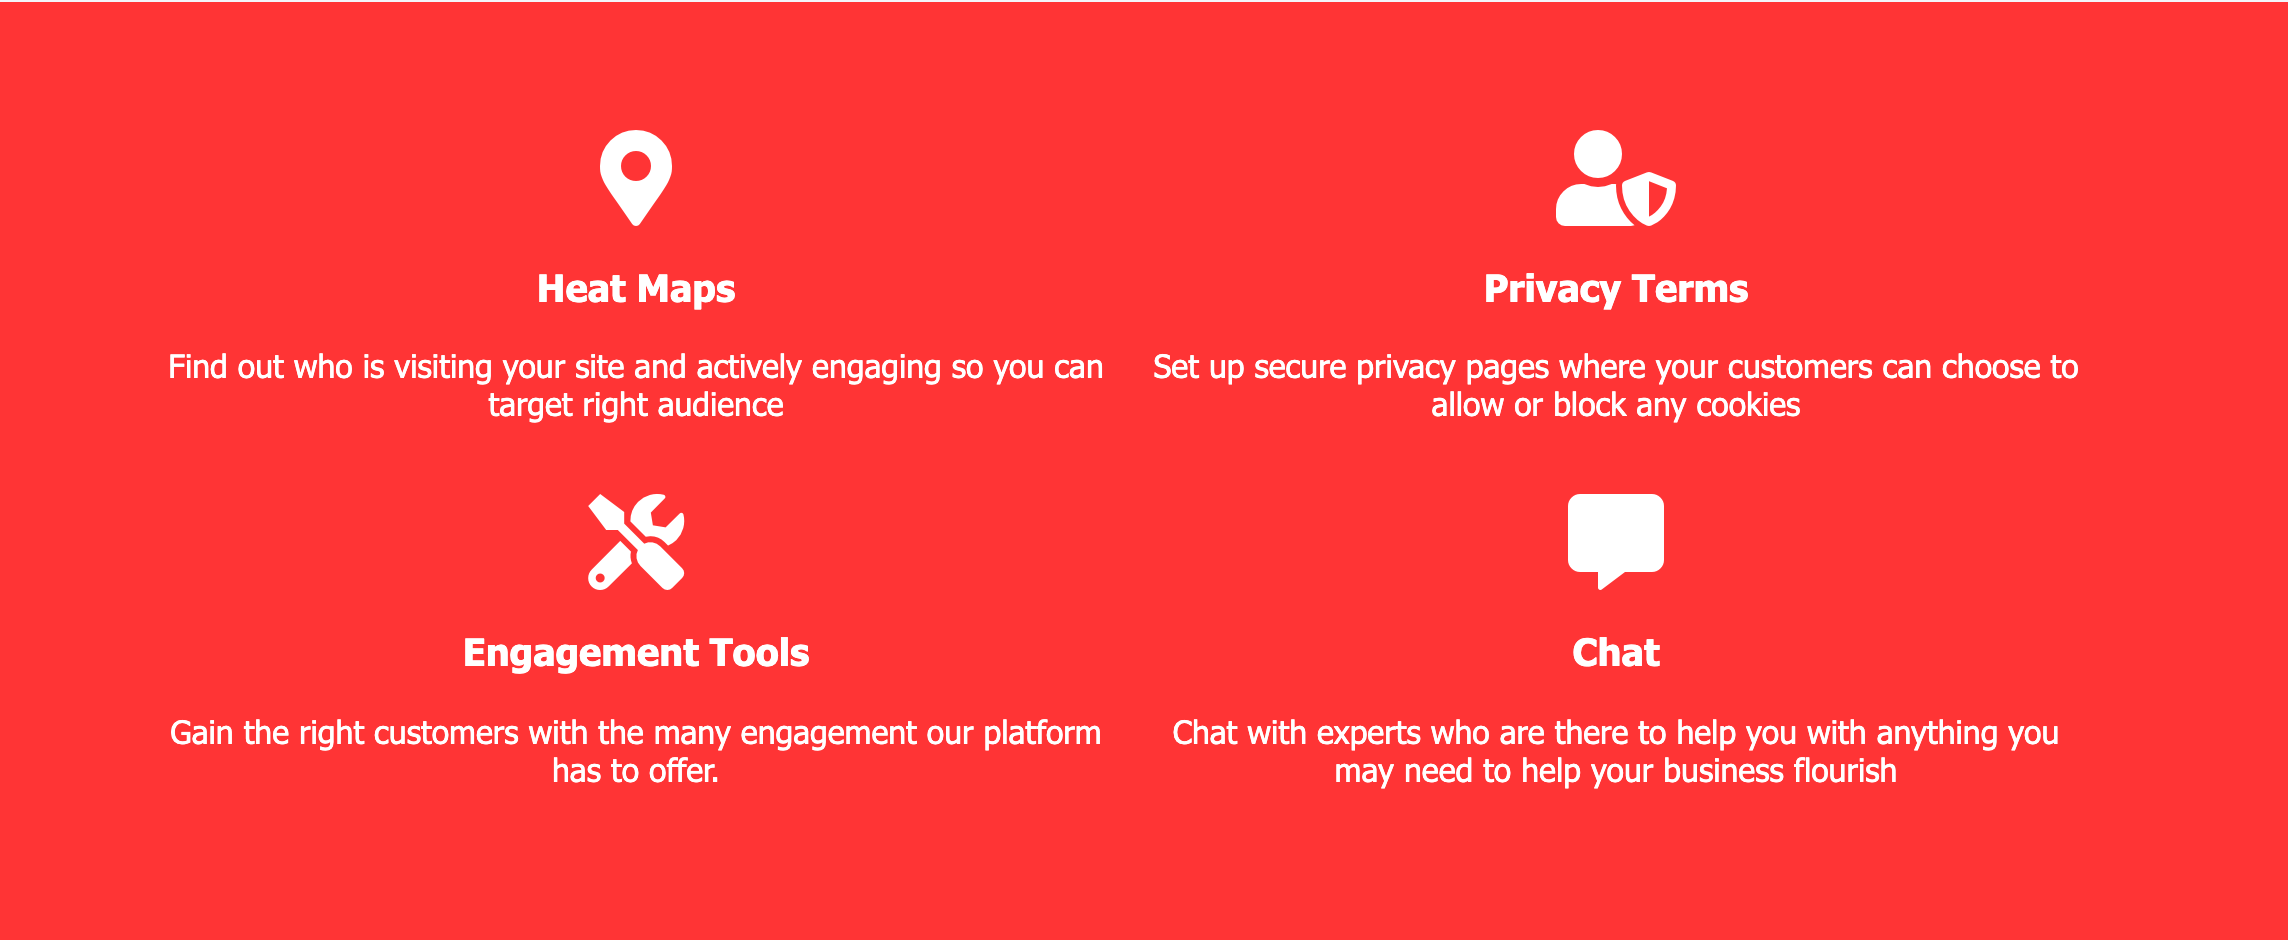 Heat Maps
Find out who is visiting your site and actively engaging so you can
target right audience
Privacy Terms
Set up secure privacy pages where your customers can choose to
allow or block any cookies
Engagement Tools
Gain the right customers with the many engagement our platform
has to offer.
Chat
Chat with experts who are there to help you with anything you
may need to help your business flourish